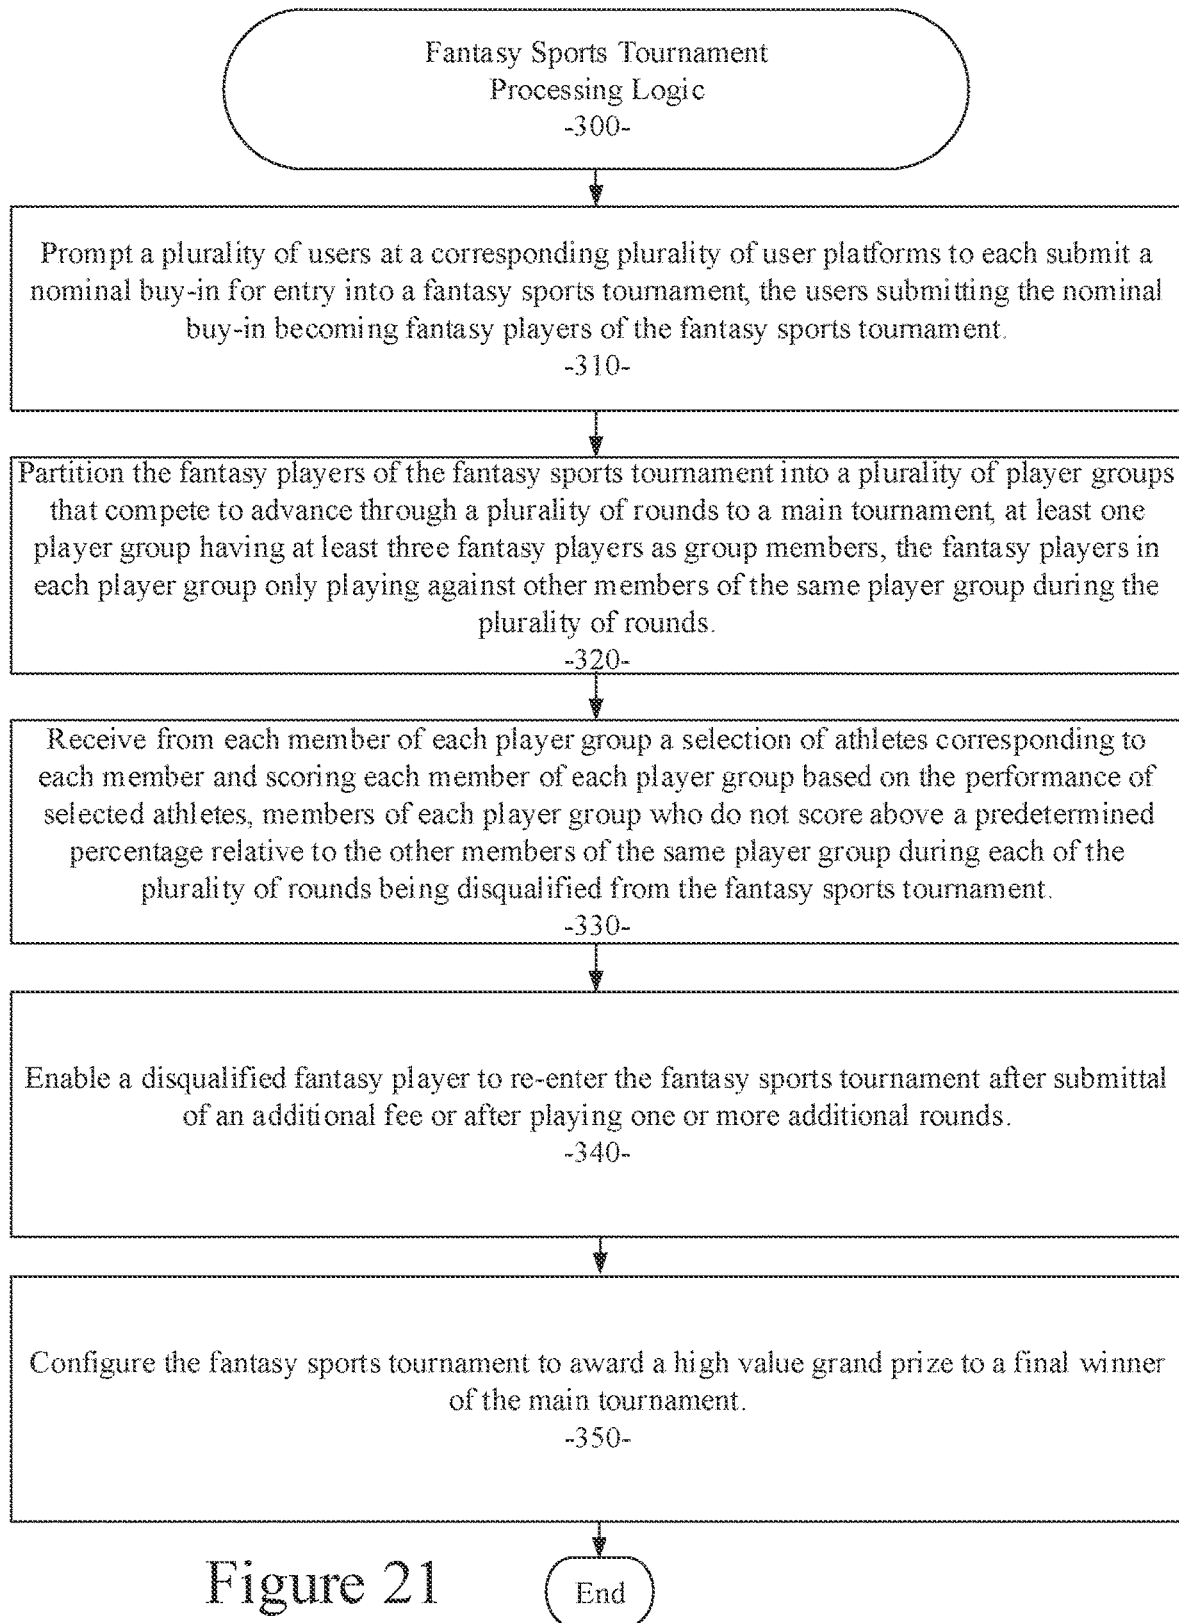 Fantasy Sports Tournament
Processing Logic
-300-
Prompt a plurality of users at a corresponding plurality of user platforms to each submit a
nominal buy-in for entry into a fantasy sports tournament, the users submitting the nominal
buy-in becoming fantasy players of the fantasy sports tournament.
-310-
Partition the fantasy players of the fantasy sports tournament into a plurality of player groups
that compete to advance through a plurality of rounds to a main tournament, at least one
player group having at least three fantasy players as group members, the fantasy players in
each player group only playing against other members of the same player group during the
plurality of rounds.
-320-
Receive from each member of each player group a selection of athletes corresponding to
each member and scoring each member of each player group based on the performance of
selected athletes, members of each player group who do not score above a predetermined
percentage relative to the other members of the same player group during each of the
plurality of rounds being disqualified from the fantasy sports tournament.
-330-
Enable a disqualified fantasy player to re-enter the fantasy sports tournament after submittal
of an additional fee or after playing one or more additional rounds.
-340-
Configure the fantasy sports tournament to award a high value grand prize to a final winner
of the main tournament.
-350-
Figure 21
End